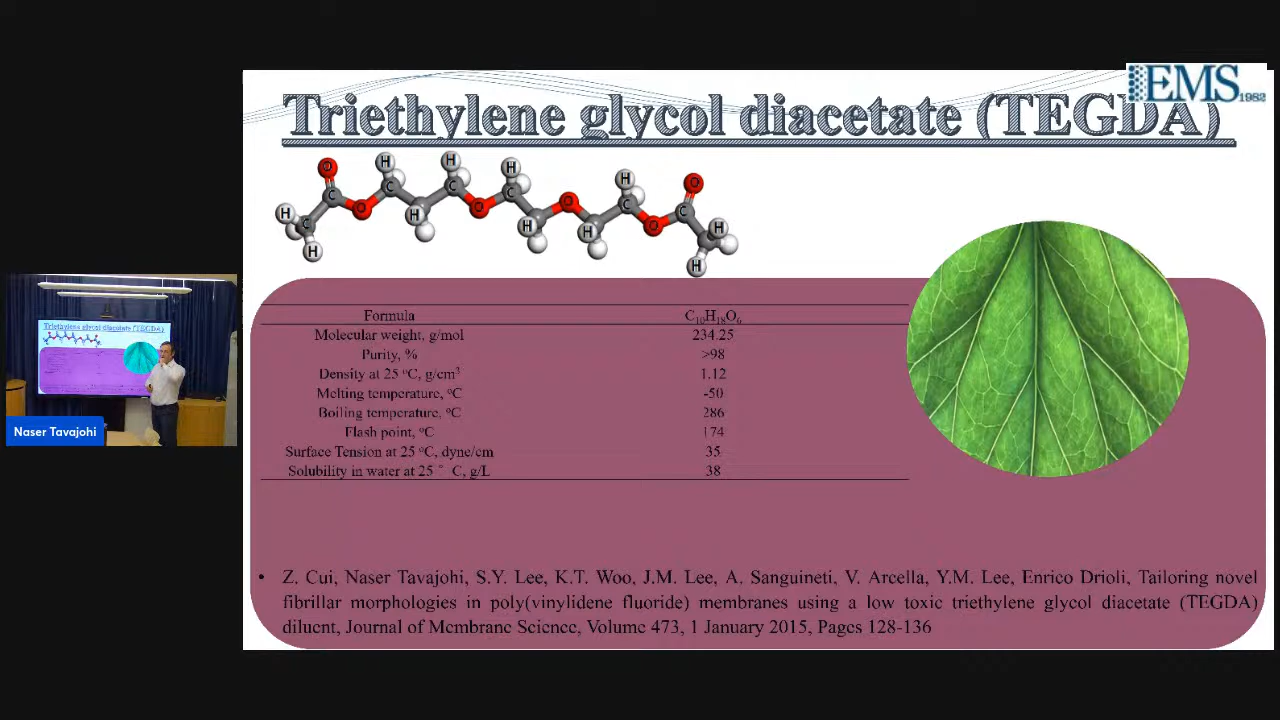 EMS 1982
Triethylene glycol diacetate (TEGDA)
Formula C10H18O6
Molecular weight, g/mol 234.25
Purity, % >98
Density at 25 °C, g/cm3 1.12
Melting temperature, °C -50
Boiling temperature, °C 286
Flash point, °C 174
Surface Tension at 25 °C, dyne/cm 35
Solubility in water at 25 ° C, g/L 38
• Z. Cui, Naser Tavajohi, S.Y. Lee, K.T. Woo, J.M. Lee, A. Sanguineti, V. Arcella, Y.M. Lee, Enrico Drioli, Tailoring novel
fibrillar morphologies in poly(vinylidene fluoride) membranes using a low toxic triethylene glycol diacetate (TEGDA)
diluent, Journal of Membrane Science, Volume 473, 1 January 2015, Pages 128-136
Triethylene glycol diacetate (TEGDA)
Naser Tavajohi